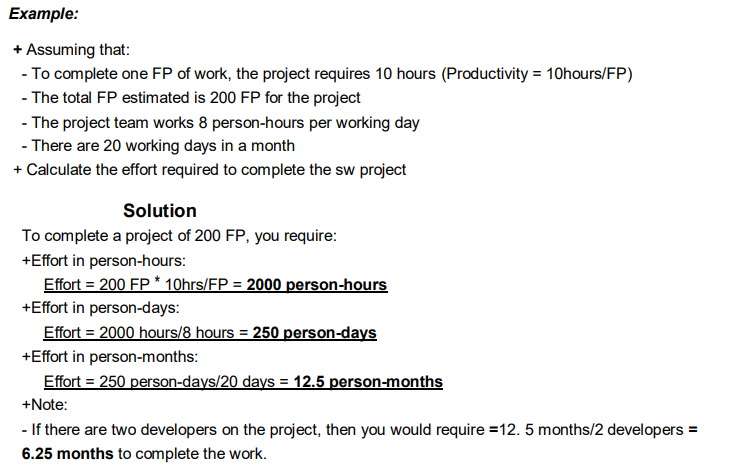 Example:
+ Assuming that:
- To complete one FP of work, the project requires 10 hours (Productivity = 10hours/FP)
- The total FP estimated is 200 FP for the project
- The project team works 8 person-hours per working day
- There are 20 working days in a month
+ Calculate the effort required to complete the sw project
Solution
To complete a project of 200 FP, you require:
+Effort in person-hours:
Effort = 200 FP * 10hrs/FP = 2000 person-hours
+Effort in person-days:
Effort = 2000 hours/8 hours = 250 person-days
+Effort in person-months:
Effort = 250 person-days/20 days = 12.5 person-months
+Note:
- If there are two developers on the project, then you would require =12. 5 months/2 developers =
6.25 months to complete the work.